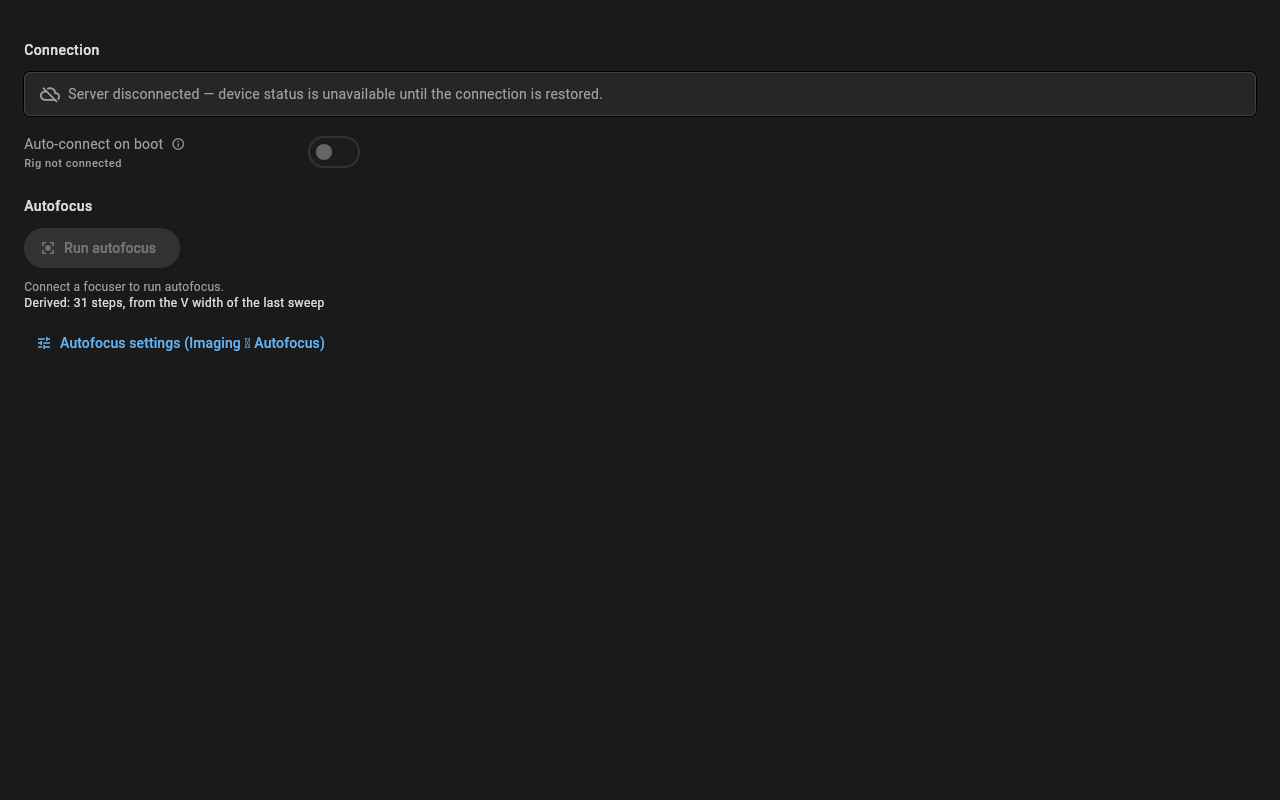 Connection
Server disconnected — device status is unavailable until the connection is restored.
Auto-connect on boot
Rig not connected
Autofocus
Run autofocus
Connect a focuser to run autofocus.
Derived: 31 steps, from the V width of the last sweep
Autofocus settings (Imaging Autofocus)